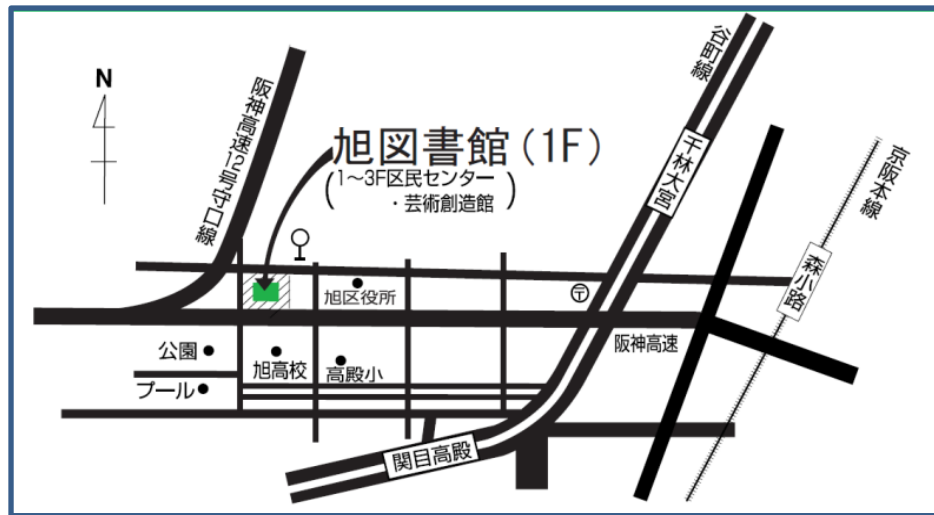 N
阪神高速12号守口線
旭図書館(1F)
(1～3F区民センター
・芸術創造館)
谷町線
千林大宮
京阪本線
森小路
旭区役所
〒
阪神高速
公園
旭高校
高殿小
プール
関目高殿